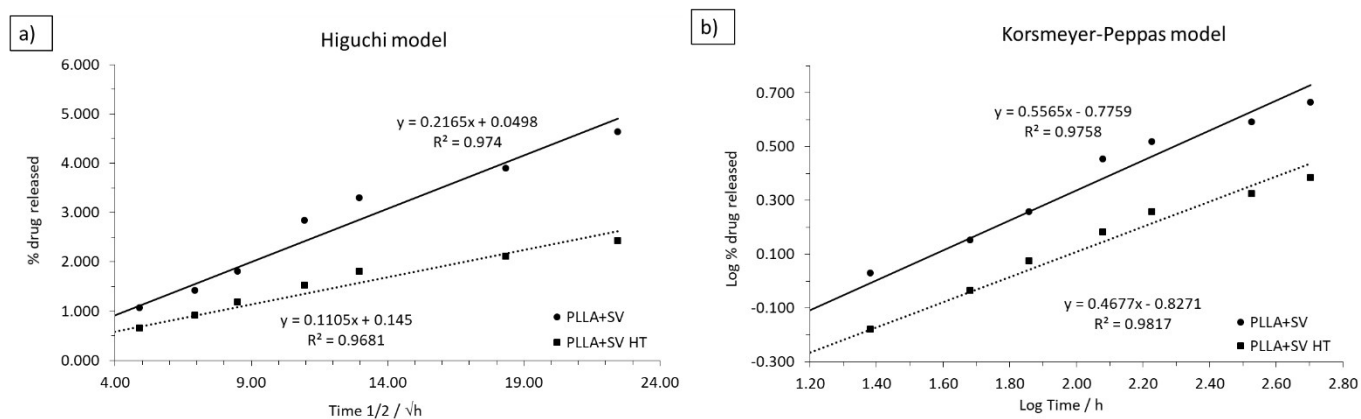 a)
Higuchi model
6.000
5.000
4.000
3.000
2.000
1.000
0.000
% drug released
y = 0.2165x + 0.0498
R² = 0.974
y = 0.1105x + 0.145
R² = 0.9681
PLLA+SV
PLLA+SV HT
4.00 9.00 14.00 19.00 24.00
Time 1/2 / √h
b)
Korsmeyer-Peppas model
0.700
0.500
0.300
0.100
-0.100
-0.300
Log % drug released
y = 0.5565x - 0.7759
R² = 0.9758
y = 0.4677x - 0.8271
R² = 0.9817
PLLA+SV
PLLA+SV HT
1.20 1.40 1.60 1.80 2.00 2.20 2.40 2.60 2.80
Log Time / h